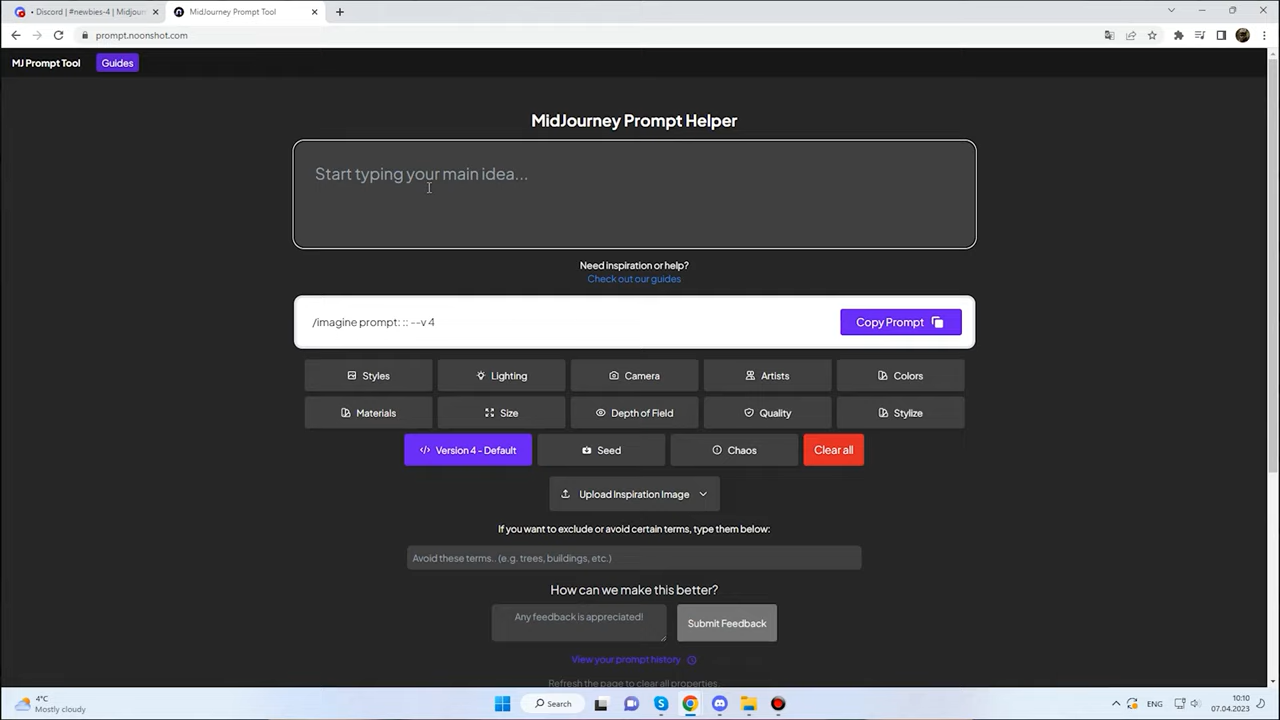 Discord | #newbies-4 | Midjour
MidJourney Prompt Tool
prompt.noonshot.com
MJ Prompt Tool
Guides
MidJourney Prompt Helper
Start typing your main idea...
Need inspiration or help?
Check out our guides
/imagine prompt: :: --v 4
Copy Prompt
Styles Lighting Camera Artists Colors
Materials Size Depth of Field Quality Stylize
Version 4 - Default Seed Chaos Clear all
Upload Inspiration Image
If you want to exclude or avoid certain terms, type them below:
Avoid these terms.. (e.g. trees, buildings, etc.)
How can we make this better?
Any feedback is appreciated!
Submit Feedback
View your prompt history
Refresh the page to clear all properties.
4°C
Mostly cloudy
Search
ENG
10:10
07.04.2023